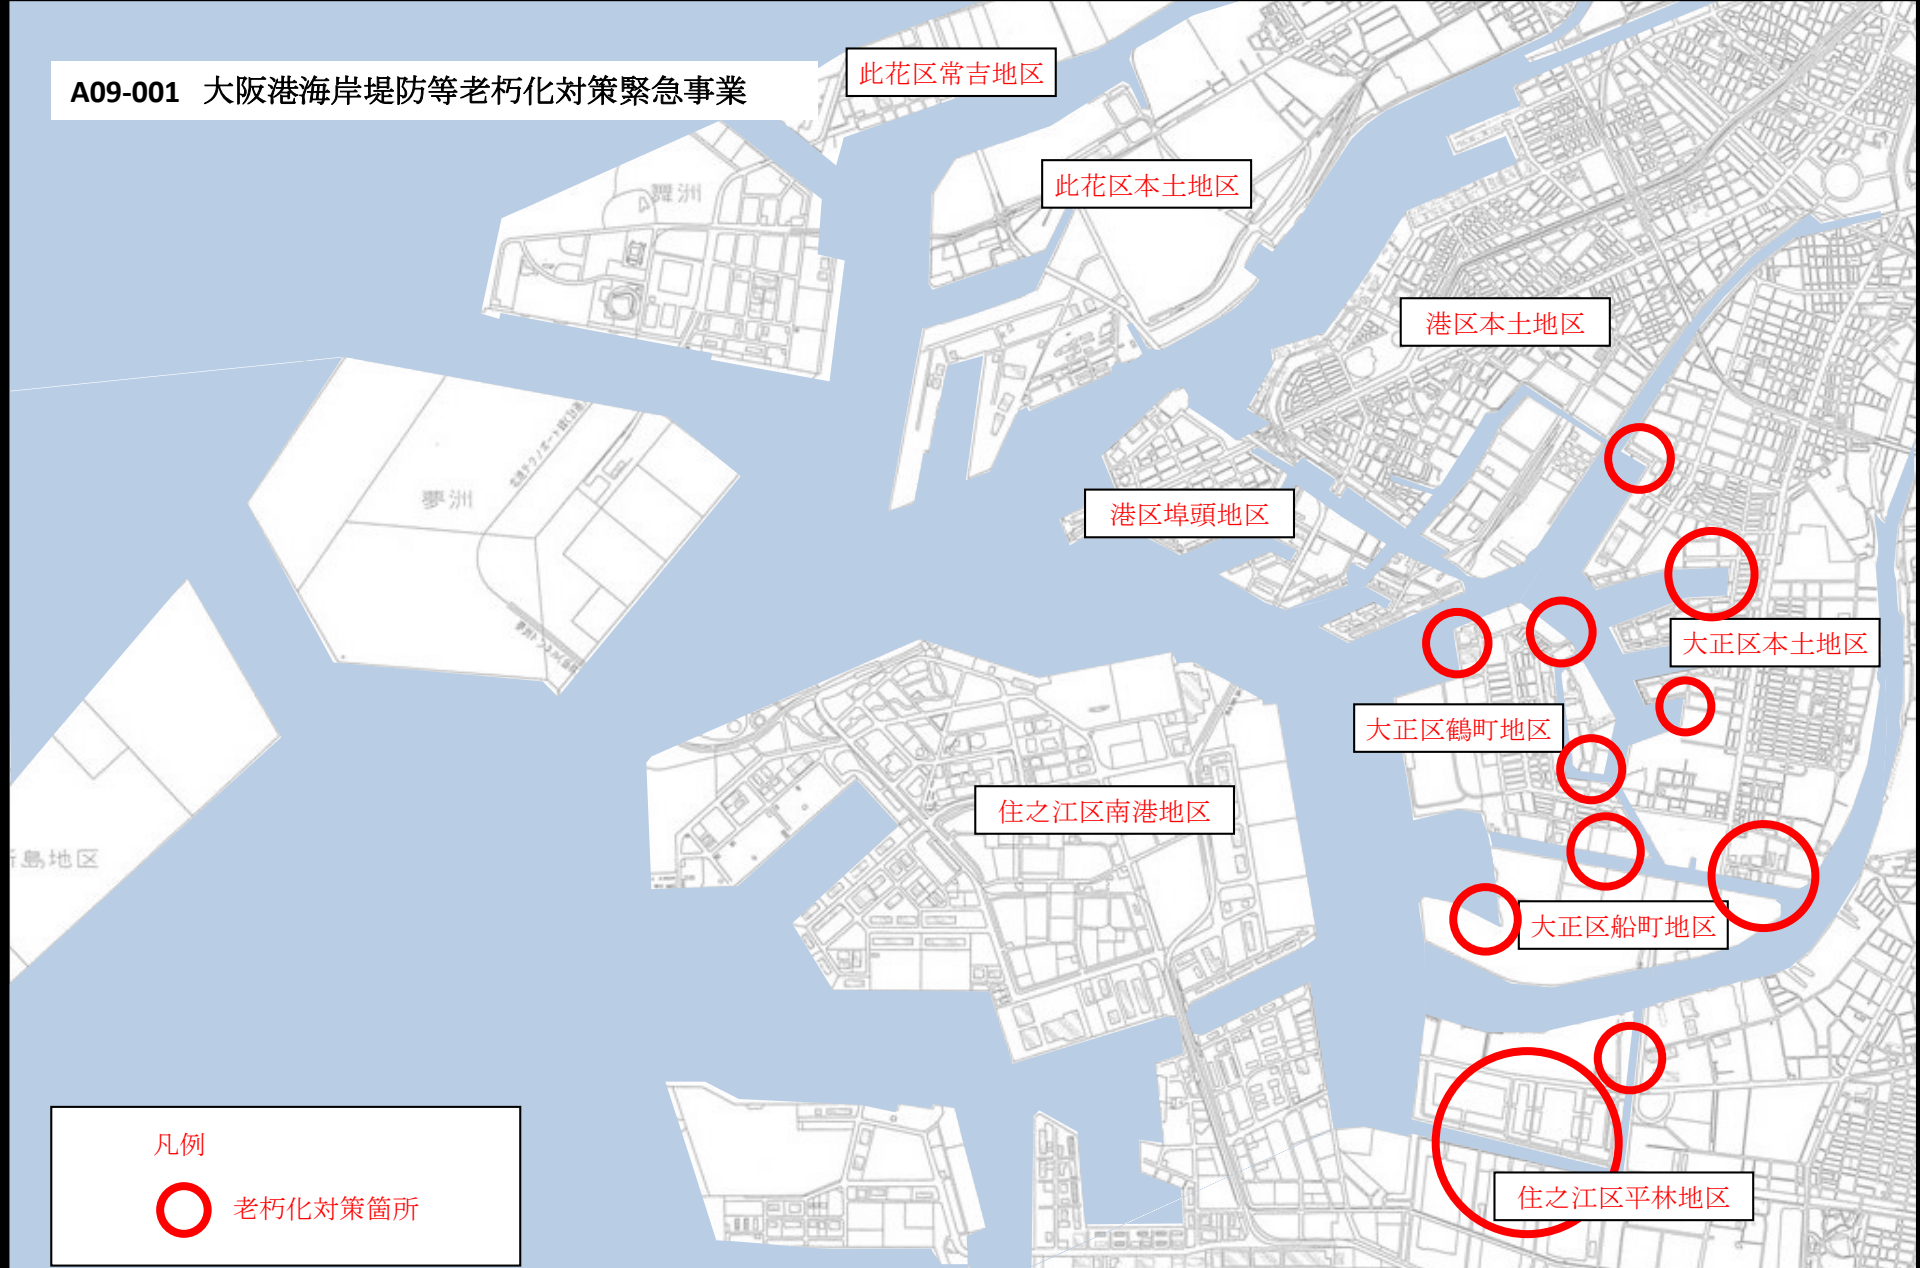 A09-001 大阪港海岸堤防等老朽化対策緊急事業
此花区常吉地区
此花区本土地区
舞洲
港区本土地区
夢洲
港区埠頭地区
大正区本土地区
大正区鶴町地区
住之江区南港地区
島地区
大正区船町地区
住之江区平林地区
凡例
老朽化対策箇所